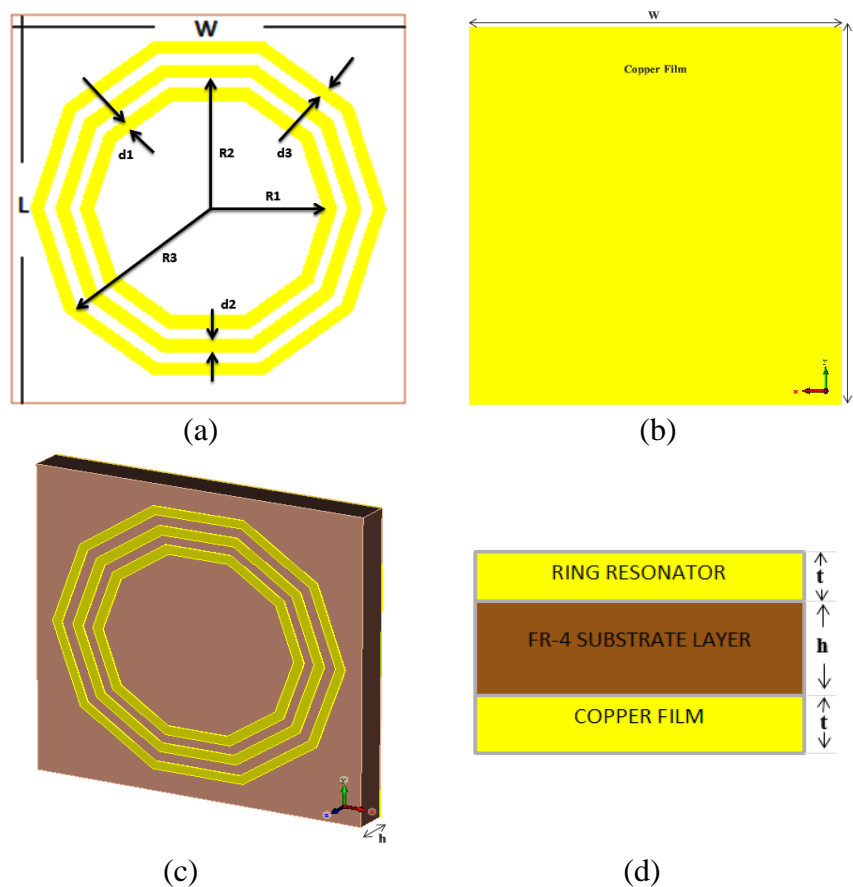 W
L
d1
R2
d3
R1
R3
d2
(a)
W
Copper Film
(b)
h
(c)
RING RESONATOR
t
FR-4 SUBSTRATE LAYER
h
COPPER FILM
t
(d)